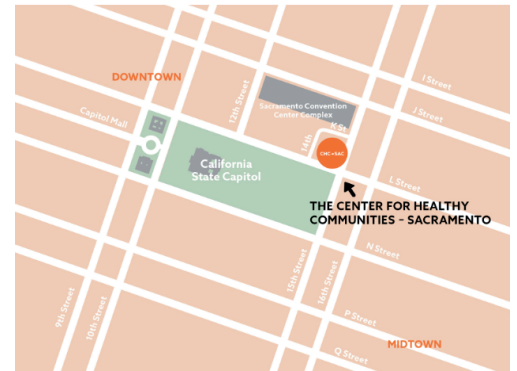 DOWNTOWN
I Street
J Street
12th Street
Capitol Mall
Sacramento Convention
Center Complex
K St
14th
CHC • SAC
California
State Capitol
L Street
THE CENTER FOR HEALTHY
COMMUNITIES - SACRAMENTO
N Street
15th Street
16th Street
9th Street
10th Street
P Street
MIDTOWN
Q Street